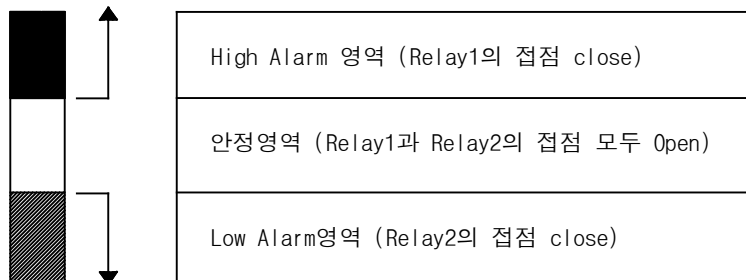 High Alarm 영역 (Relay1의 접점 close)
안정영역 (Relay1과 Relay2의 접점 모두 Open)
Low Alarm영역 (Relay2의 접점 close)